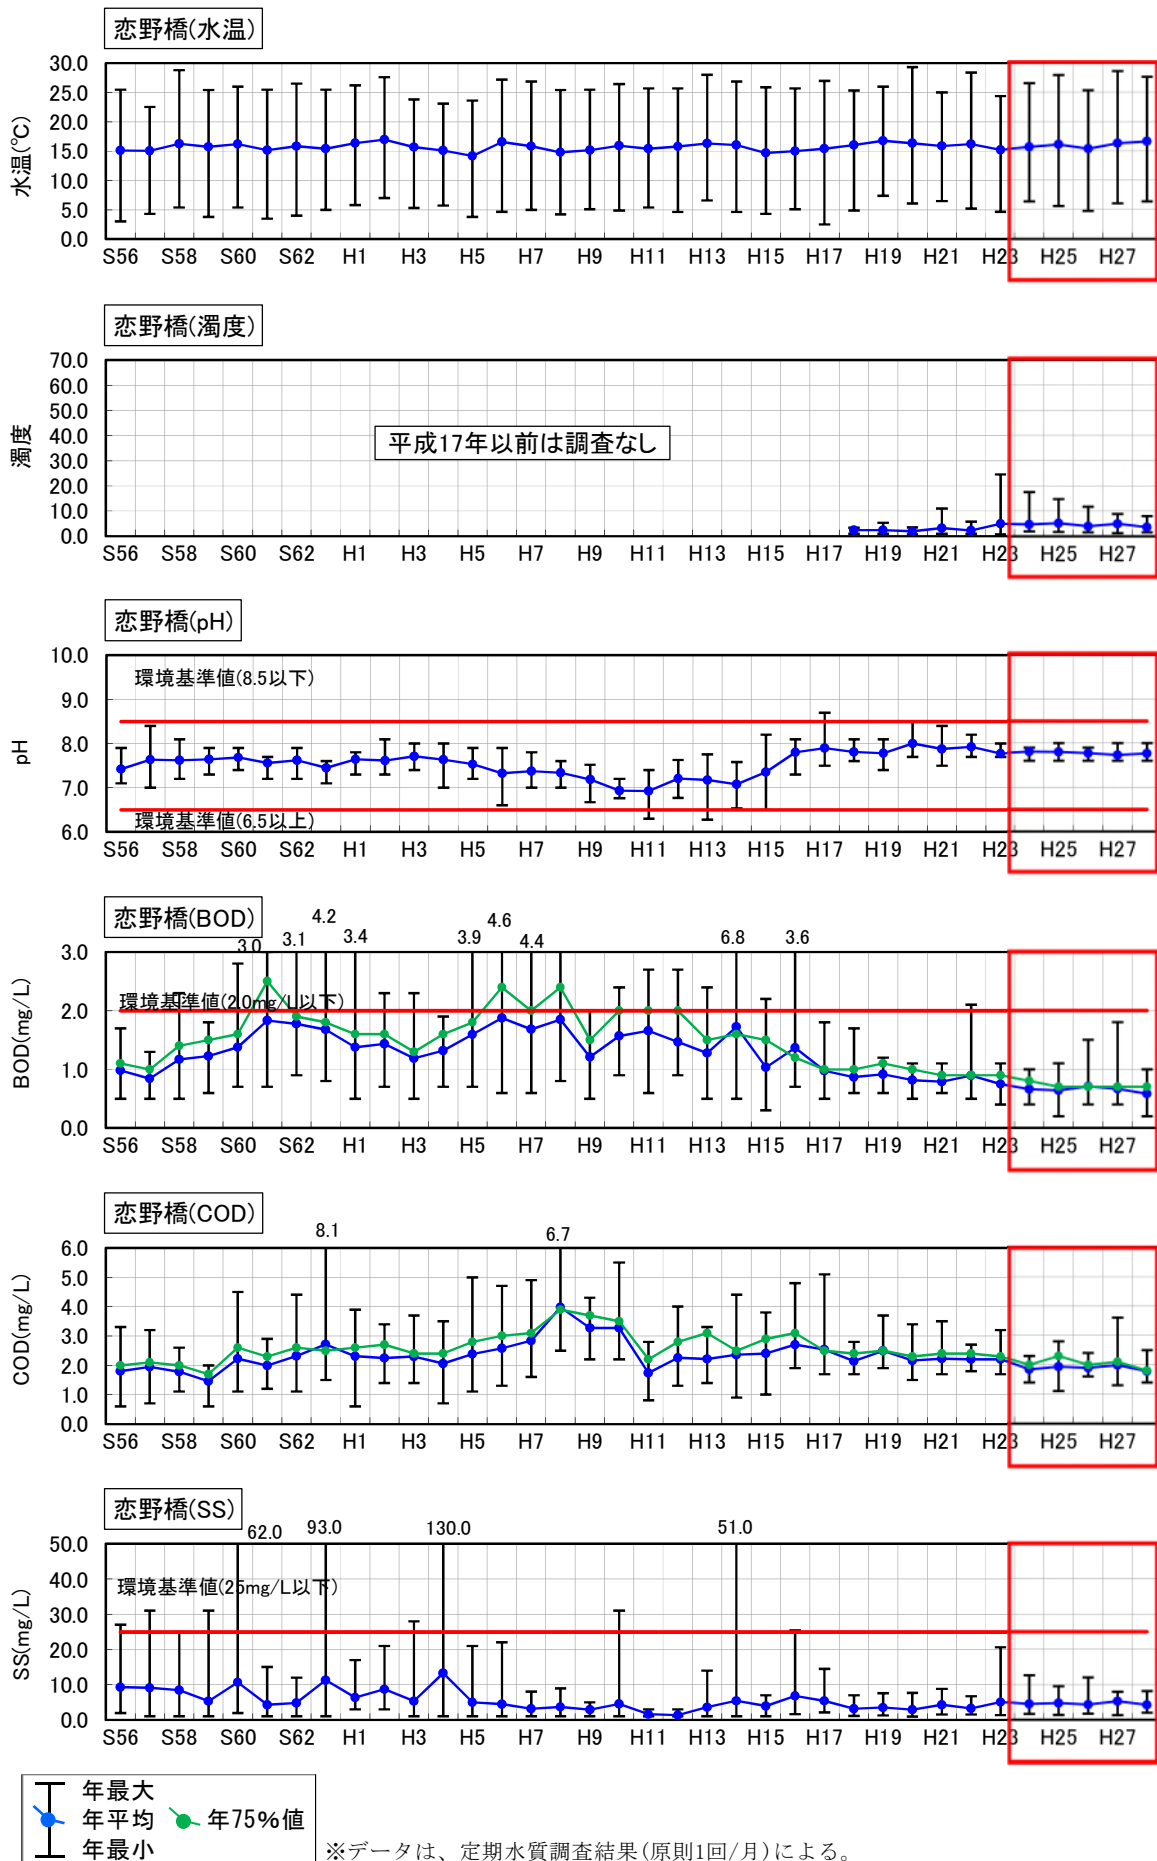 恋野橋(水温)
30.0
25.0
20.0
15.0
10.0
5.0
0.0
水温(℃)
S56 S58 S60 S62 H1 H3 H5 H7 H9 H11 H13 H15 H17 H19 H21 H23 H25 H27
恋野橋(濁度)
70.0
60.0
50.0
40.0
30.0
20.0
10.0
0.0
濁度
平成17年以前は調査なし
S56 S58 S60 S62 H1 H3 H5 H7 H9 H11 H13 H15 H17 H19 H21 H23 H25 H27
恋野橋(pH)
10.0
9.0
8.0
7.0
6.0
pH
環境基準値(8.5以下)
環境基準値(6.5以上)
S56 S58 S60 S62 H1 H3 H5 H7 H9 H11 H13 H15 H17 H19 H21 H23 H25 H27
恋野橋(BOD)
3.0 3.1 4.2 3.4 3.9 4.6 4.4 6.8 3.6
3.0
2.0
1.0
0.0
BOD(mg/L)
環境基準値(2.0mg/L以下)
S56 S58 S60 S62 H1 H3 H5 H7 H9 H11 H13 H15 H17 H19 H21 H23 H25 H27
恋野橋(COD)
8.1 6.7
6.0
5.0
4.0
3.0
2.0
1.0
0.0
COD(mg/L)
S56 S58 S60 S62 H1 H3 H5 H7 H9 H11 H13 H15 H17 H19 H21 H23 H25 H27
恋野橋(SS)
62.0 93.0 130.0 51.0
50.0
40.0
30.0
20.0
10.0
0.0
SS(mg/L)
環境基準値(25mg/L以下)
S56 S58 S60 S62 H1 H3 H5 H7 H9 H11 H13 H15 H17 H19 H21 H23 H25 H27
年最大
年平均 年75%値
年最小
※データは、定期水質調査結果(原則1回/月)による。